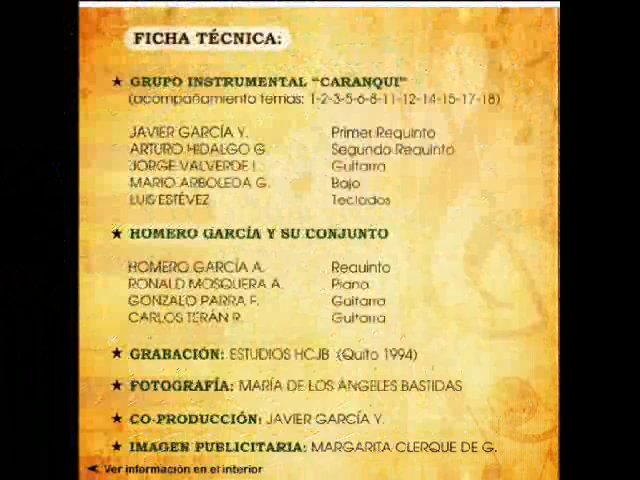 FICHA TÉCNICA:
★ GRUPO INSTRUMENTAL “CARANQUI”
(acompañamiento temas: 1-2-3-5-6-8-11-12-14-15-17-18)
JAVIER GARCÍA Y. Primer Requinto
ARTURO HIDALGO G. Segundo Requinto
JORGE VALVERDE I. Guitarra
MARIO ARBOLEDA G. Bajo
LUIS ESTÉVEZ Teclados
★ HOMERO GARCÍA Y SU CONJUNTO
HOMERO GARCÍA A. Requinto
RONALD MOSQUERA A. Piano
GONZALO PARRA F. Guitarra
CARLOS TERÁN R. Guitarra
★ GRABACIÓN: ESTUDIOS HCJB (Quito 1994)
★ FOTOGRAFÍA: MARÍA DE LOS ÁNGELES BASTIDAS
★ CO-PRODUCCIÓN: JAVIER GARCÍA Y.
★ IMAGEN PUBLICITARIA: MARGARITA CLERQUE DE G.
Ver información en el interior